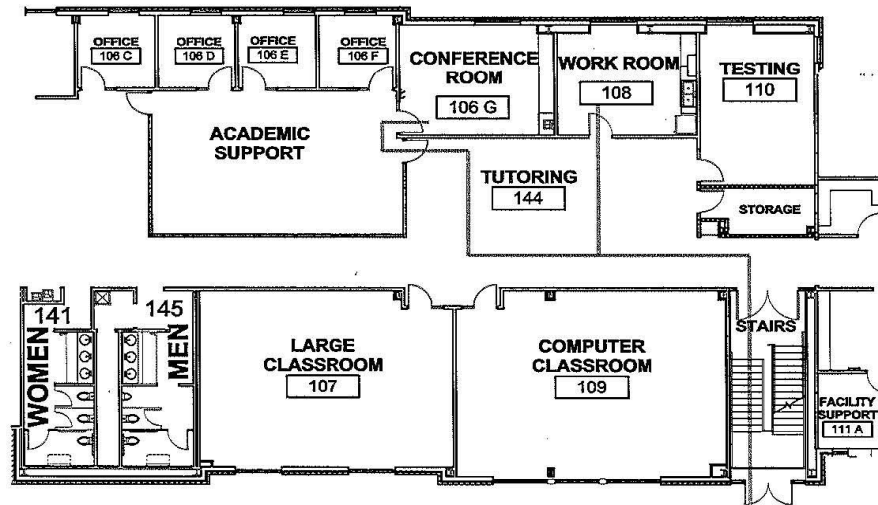 OFFICE
106 C
OFFICE
106 D
OFFICE
106 E
OFFICE
106 F
CONFERENCE
ROOM
106 G
WORK ROOM
108
TESTING
110
ACADEMIC
SUPPORT
TUTORING
144
STORAGE
141
WOMEN
145
MEN
LARGE
CLASSROOM
107
COMPUTER
CLASSROOM
109
STAIRS
FACILITY
SUPPORT
111 A